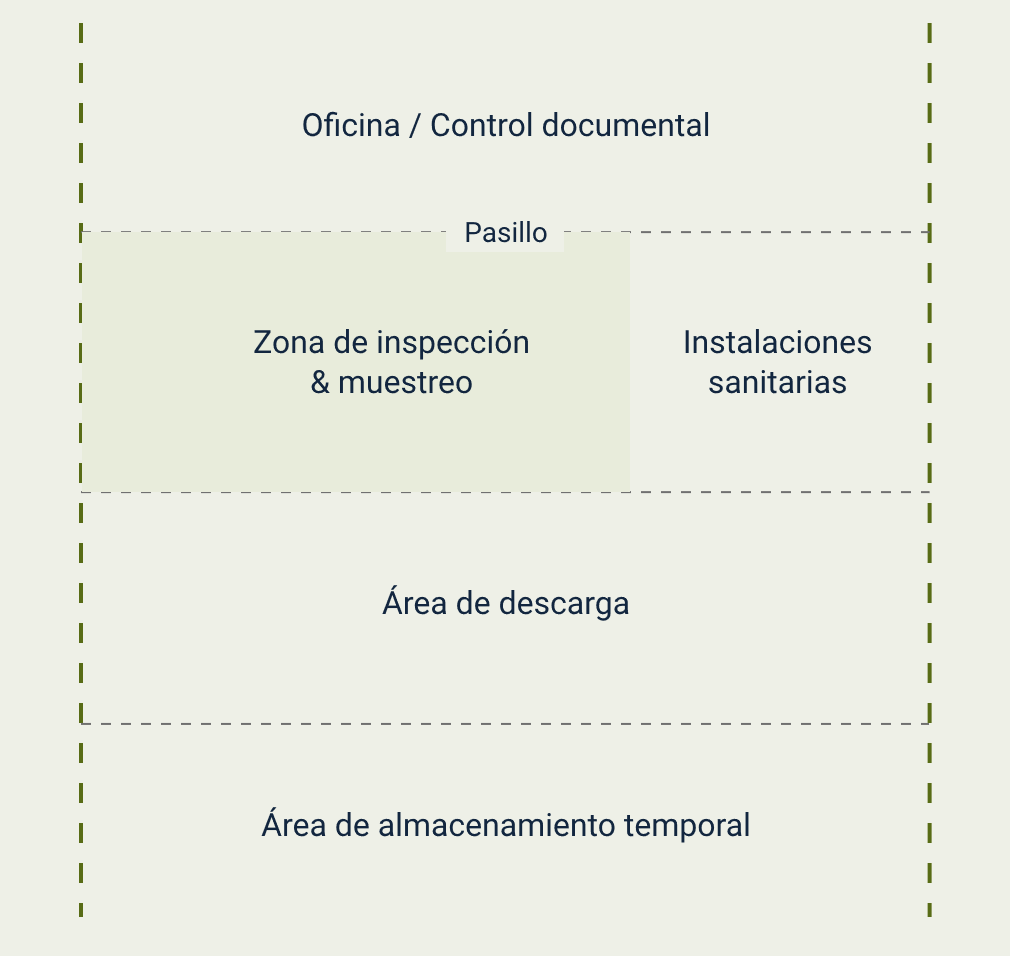 Oficina / Control documental
Pasillo
Zona de inspección
& muestreo
Instalaciones
sanitarias
Área de descarga
Área de almacenamiento temporal